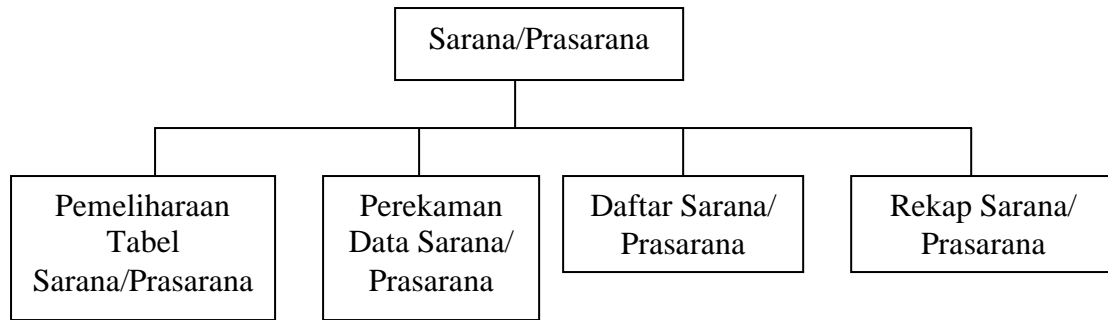 Sarana/Prasarana
Pemeliharaan
Tabel
Sarana/Prasarana
Perekaman
Data Sarana/
Prasarana
Daftar Sarana/
Prasarana
Rekap Sarana/
Prasarana